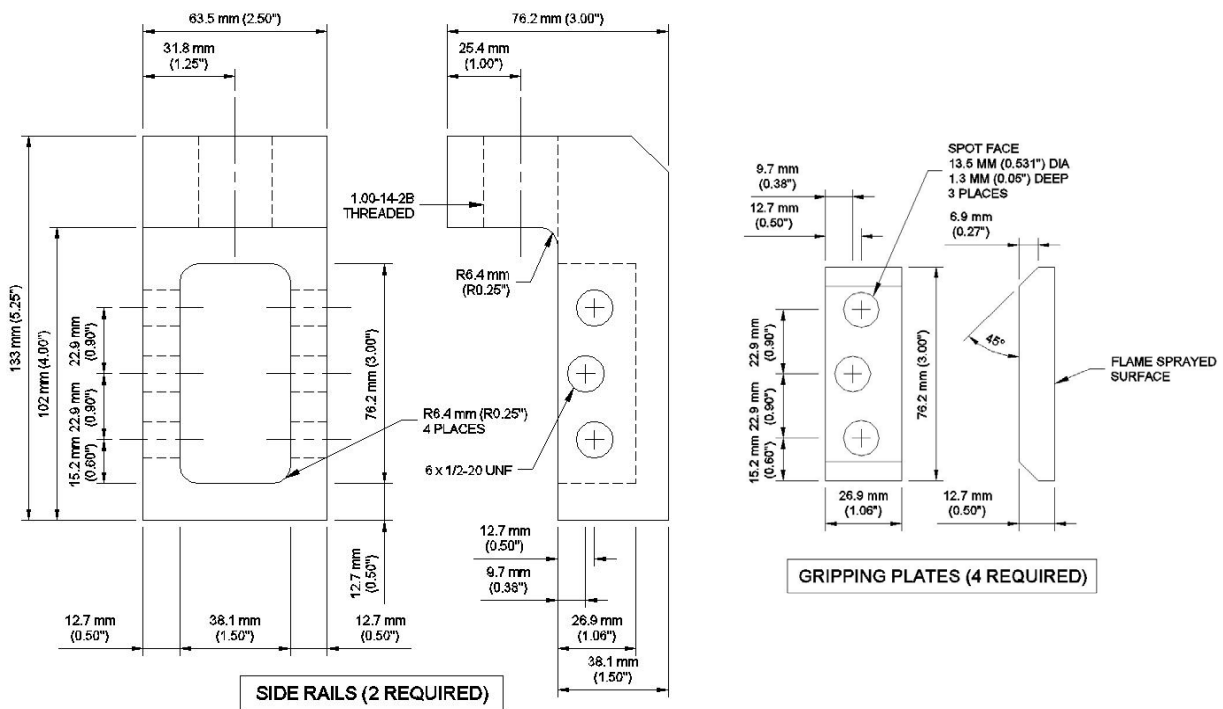 63.5 mm (2.50")
31.8 mm
(1.25")
133 mm (5.25")
102 mm (4.00")
22.9 mm
(0.90")
22.9 mm
(0.90")
15.2 mm
(0.60")
76.2 mm (3.00")
R6.4 mm (R0.25")
4 PLACES
12.7 mm
(0.50")
12.7 mm
(0.50")
38.1 mm
(1.50")
12.7 mm
(0.50")
76.2 mm (3.00")
25.4 mm
(1.00")
1.00-14-2B
THREADED
R6.4 mm
(R0.25")
6 x 1/2-20 UNF
12.7 mm
(0.50")
9.7 mm
(0.38")
26.9 mm
(1.06")
38.1 mm
(1.50")
SIDE RAILS (2 REQUIRED)
SPOT FACE
13.5 MM (0.531") DIA
1.3 MM (0.05") DEEP
3 PLACES
9.7 mm
(0.38")
12.7 mm
(0.50")
6.9 mm
(0.27")
22.9 mm
(0.90")
22.9 mm
(0.90")
15.2 mm
(0.60")
76.2 mm (3.00")
45°
FLAME SPRAYED
SURFACE
26.9 mm
(1.06")
12.7 mm
(0.50")
GRIPPING PLATES (4 REQUIRED)